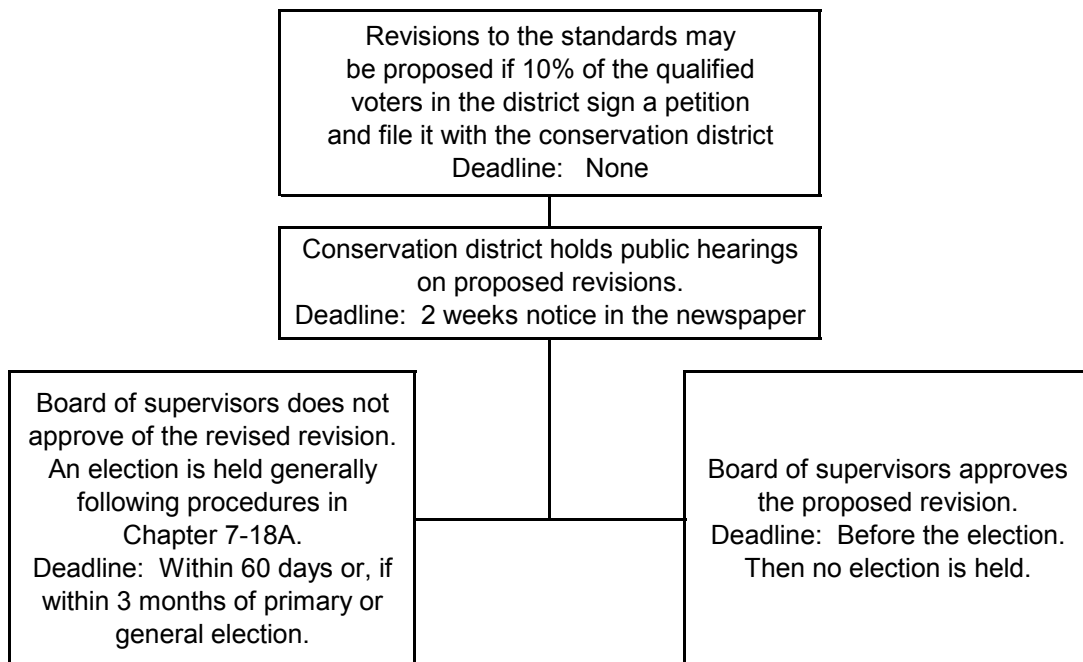 Revisions to the standards may
be proposed if 10% of the qualified
voters in the district sign a petition
and file it with the conservation district
Deadline: None
Conservation district holds public hearings
on proposed revisions.
Deadline: 2 weeks notice in the newspaper
Board of supervisors does not
approve of the revised revision.
An election is held generally
following procedures in
Chapter 7-18A.
Deadline: Within 60 days or, if
within 3 months of primary or
general election.
Board of supervisors approves
the proposed revision.
Deadline: Before the election.
Then no election is held.